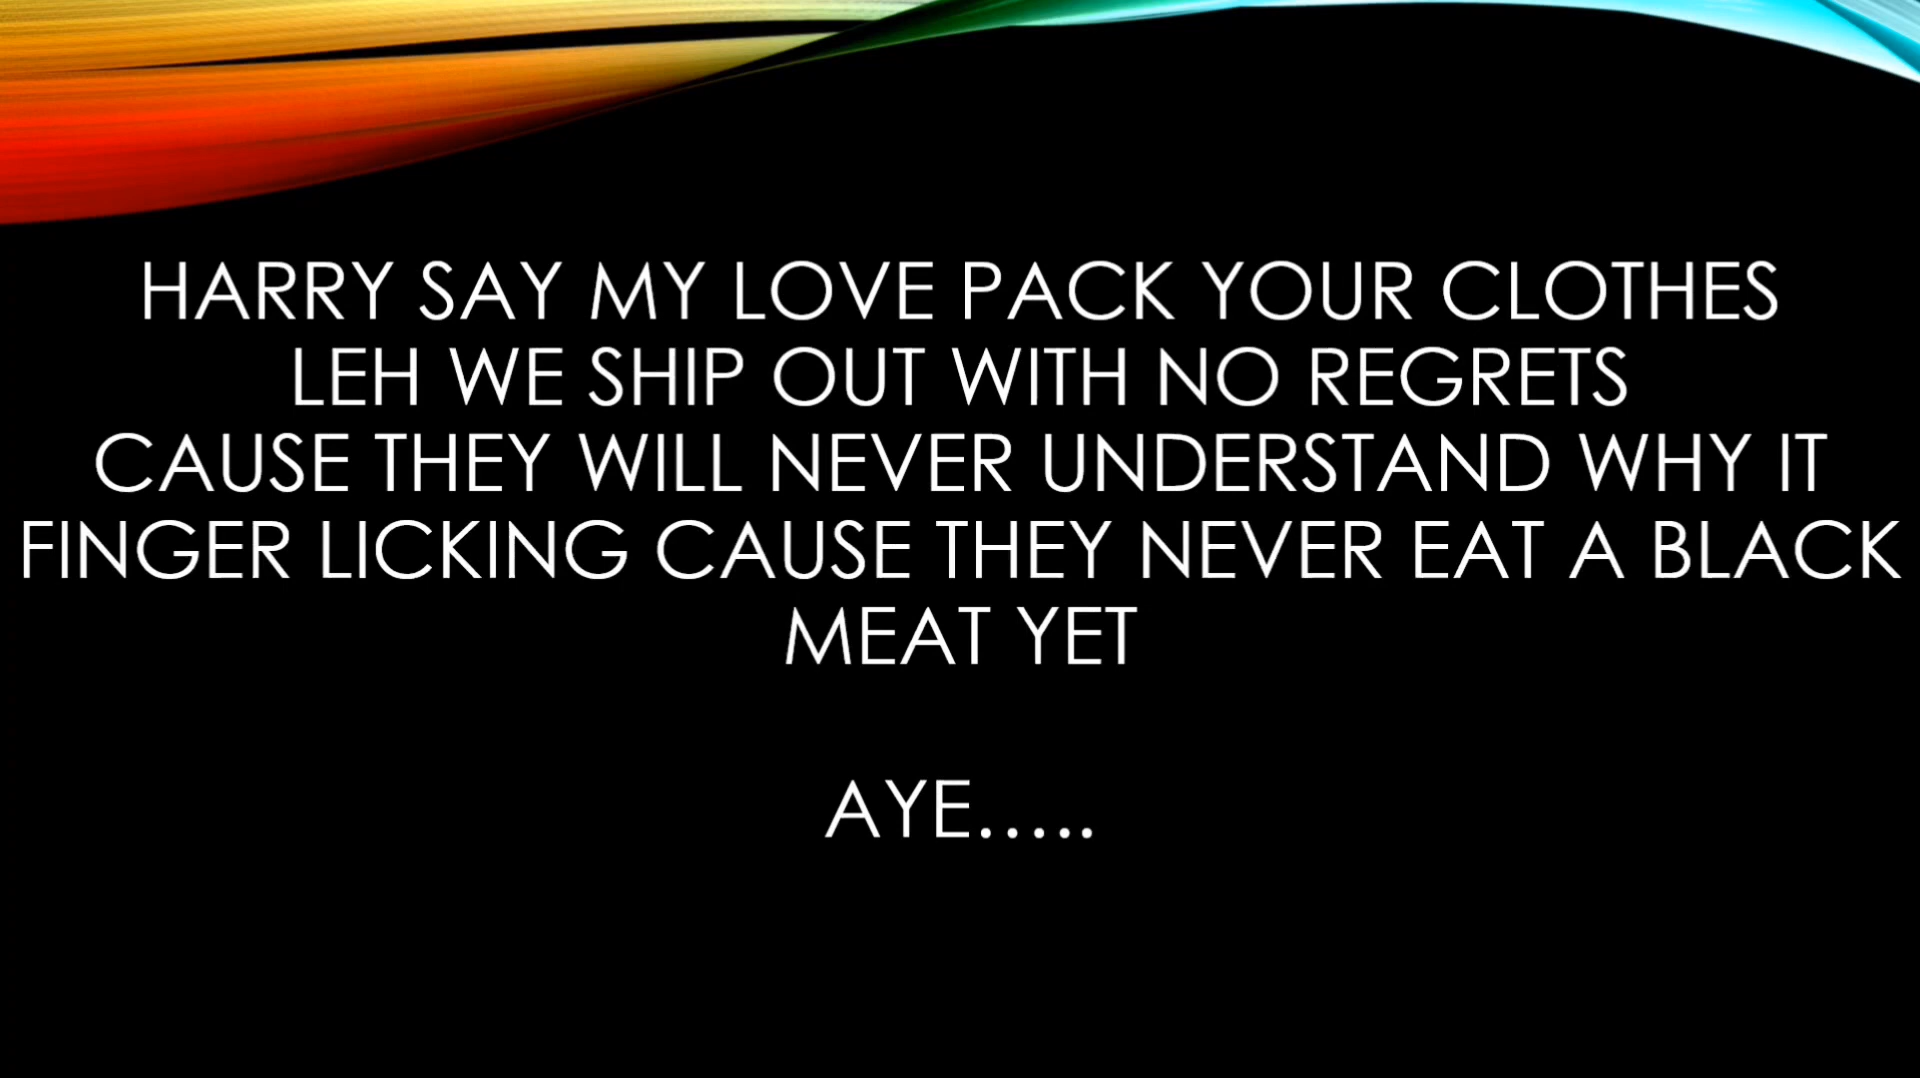 HARRY SAY MY LOVE PACK YOUR CLOTHES
LEH WE SHIP OUT WITH NO REGRETS
CAUSE THEY WILL NEVER UNDERSTAND WHY IT
FINGER LICKING CAUSE THEY NEVER EAT A BLACK
MEAT YET
AYE.....